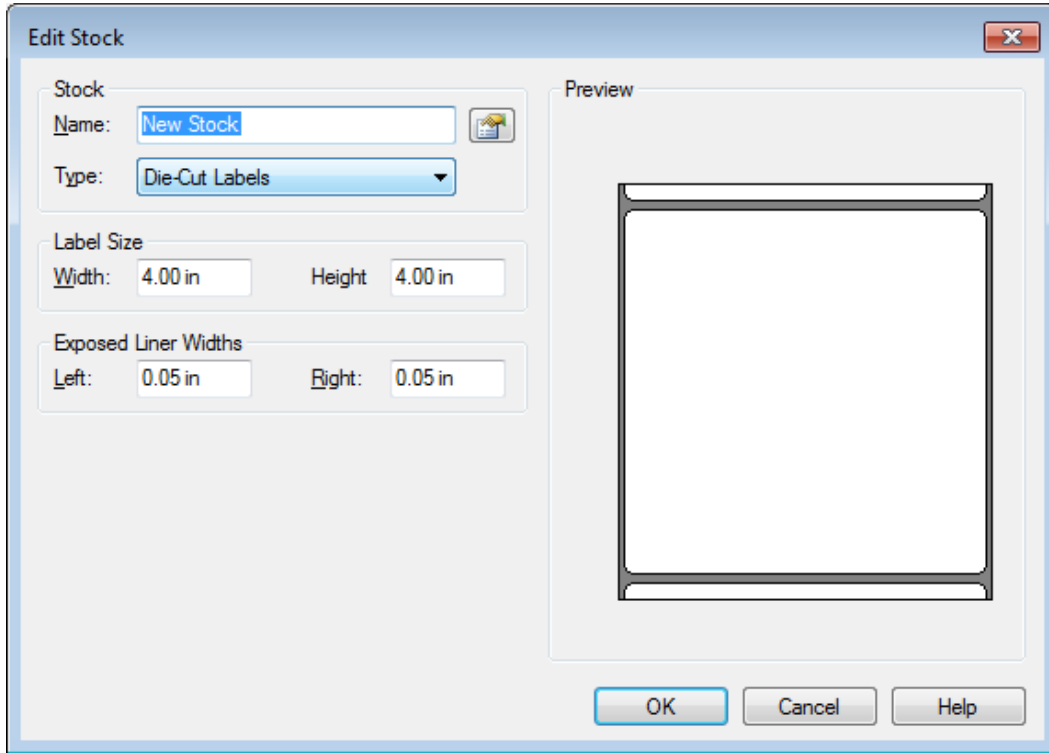 Edit Stock
Stock
Name: New Stock
Type: Die-Cut Labels
Label Size
Width: 4.00 in Height 4.00 in
Exposed Liner Widths
Left: 0.05 in Right: 0.05 in
Preview
OK Cancel Help